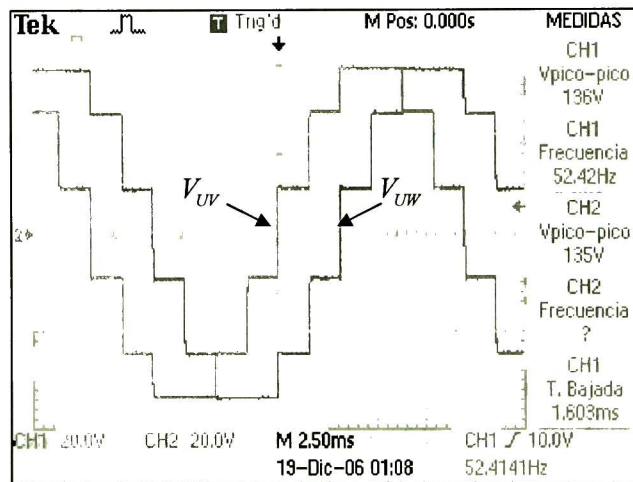 Tek T Trig'd M Pos: 0.000s MEDIDAS
CH1
Vpico-pico
136V
CH1
Frecuencia
52.42Hz
CH2
Vpico-pico
135V
CH2
Frecuencia
?
CH1
T. Bajada
1.603ms
V_UV V_UW
2
CH1 20.0V CH2 20.0V M 2.50ms CH1 10.0V
19-Dic-06 01:08 52.4141Hz